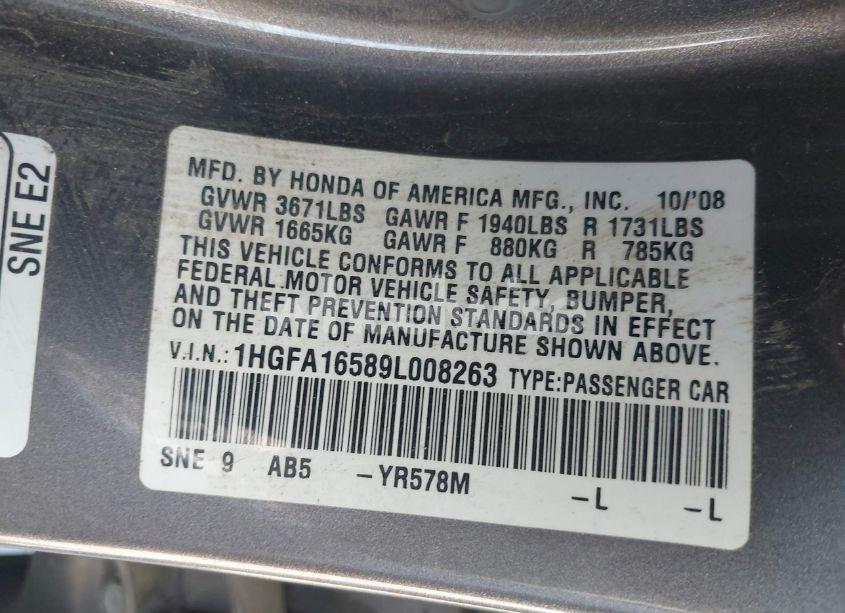 SNE E2
MFD. BY HONDA OF AMERICA MFG., INC. 10/'08
GVWR 3671LBS GAWR F 1940LBS R 1731LBS
GVWR 1665KG GAWR F 880KG R 785KG
THIS VEHICLE CONFORMS TO ALL APPLICABLE
FEDERAL MOTOR VEHICLE SAFETY, BUMPER,
AND THEFT PREVENTION STANDARDS IN EFFECT
ON THE DATE OF MANUFACTURE SHOWN ABOVE.
V.I.N.: 1HGFA16589L008263 TYPE:PASSENGER CAR
SNE 9 AB5 -YR578M -L -L